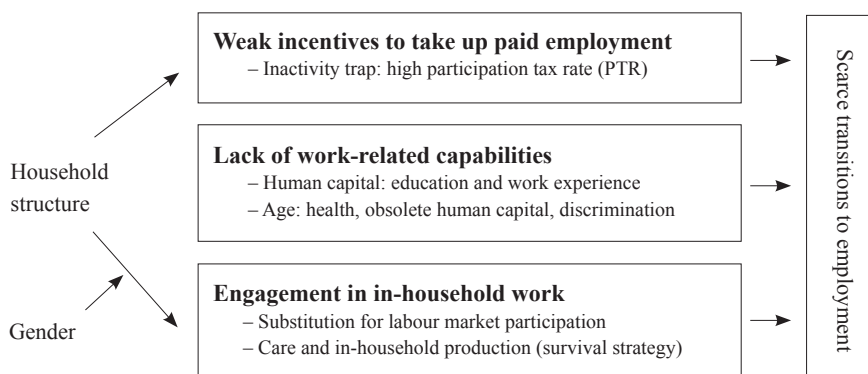 Weak incentives to take up paid employment
– Inactivity trap: high participation tax rate (PTR)
Household
structure
Lack of work-related capabilities
– Human capital: education and work experience
– Age: health, obsolete human capital, discrimination
Gender
Engagement in in-household work
– Substitution for labour market participation
– Care and in-household production (survival strategy)
Scarce transitions to employment